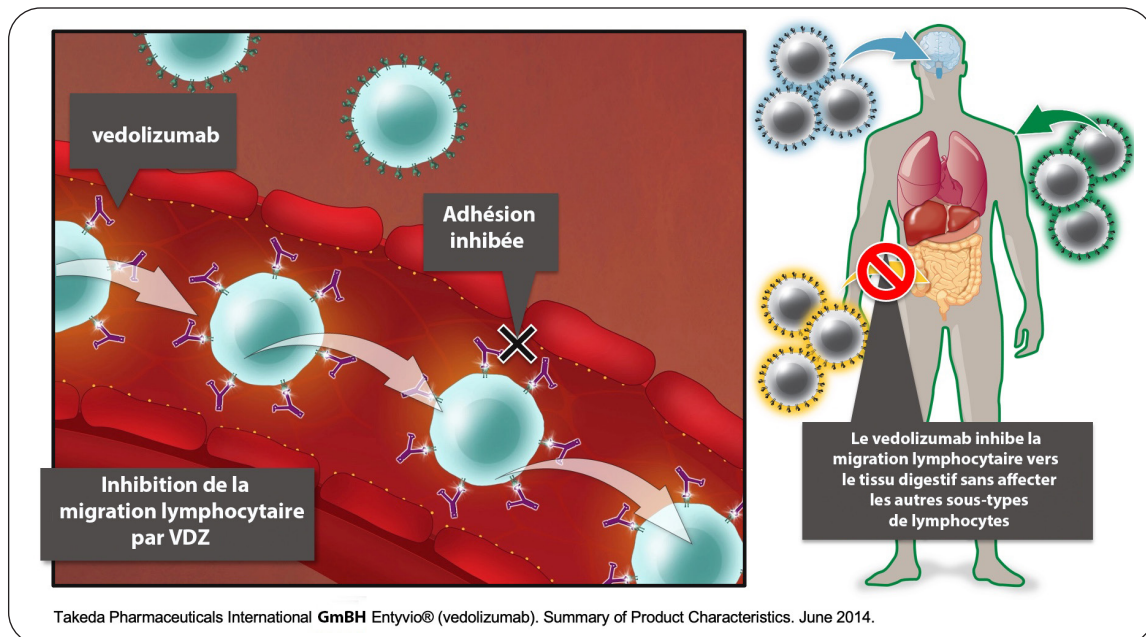 vedolizumab
Adhésion
inhibée
Inhibition de la
migration lymphocytaire
par VDZ
Le vedolizumab inhibe la
migration lymphocytaire vers
le tissu digestif sans affecter
les autres sous-types
de lymphocytes
Takeda Pharmaceuticals International GmBH Entyvio® (vedolizumab). Summary of Product Characteristics. June 2014.